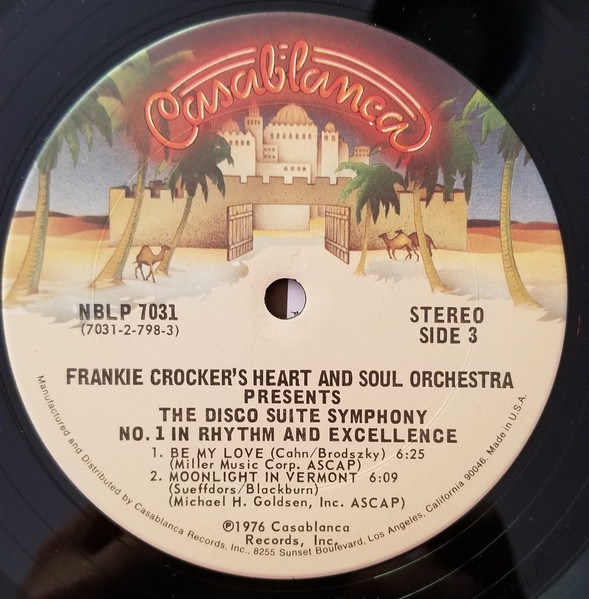 Casablanca
NBLP 7031
(7031-2-798-3)
STEREO
SIDE 3
FRANKIE CROCKER'S HEART AND SOUL ORCHESTRA
PRESENTS
THE DISCO SUITE SYMPHONY
NO. 1 IN RHYTHM AND EXCELLENCE
1. BE MY LOVE (Cahn/Brodszky) 6:25
(Miller Music Corp. ASCAP)
2. MOONLIGHT IN VERMONT 6:09
(Sueffdors/Blackburn)
(Michael H. Goldsen, Inc. ASCAP)
℗1976 Casablanca
Records, Inc.
Manufactured and Distributed by Casablanca Records, Inc., 8255 Sunset Boulevard, Los Angeles, California 90046. Made in U.S.A.